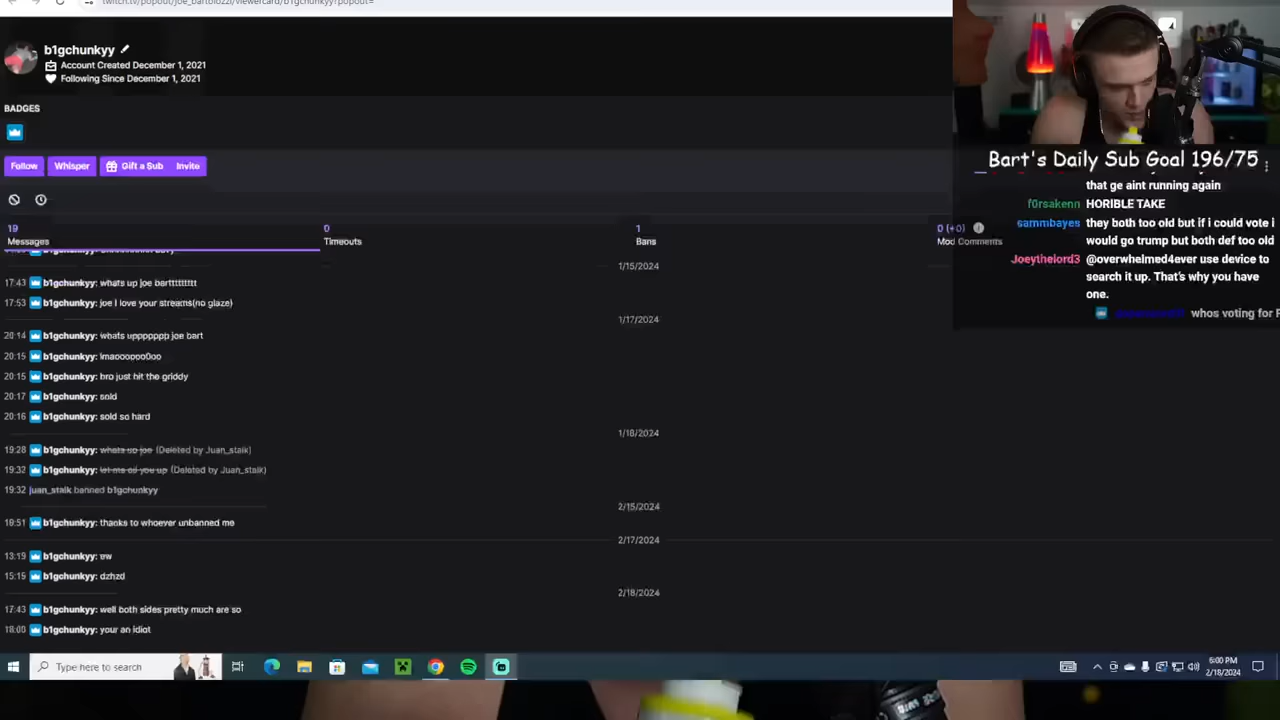 twitch.tv/popout/joe_bartolozzi/viewercard/b1gchunkyy?popout=
b1gchunkyy
Account Created December 1, 2021
Following Since December 1, 2021
BADGES
Follow Whisper Gift a Sub Invite
19 0 1 0 (+0)
Messages Timeouts Bans Mod Comments
1/15/2024
17:43 b1gchunkyy: whats up joe barttttttttt
17:53 b1gchunkyy: joe I love your streams(no glaze)
1/17/2024
20:14 b1gchunkyy: whats uppppppp joe bart
20:15 b1gchunkyy: lmaoooooo0oo
20:15 b1gchunkyy: bro just hit the griddy
20:17 b1gchunkyy: sold
20:16 b1gchunkyy: sold so hard
1/18/2024
19:28 b1gchunkyy: whats up joe (Deleted by Juan_stalk)
19:32 b1gchunkyy: let me oil you up (Deleted by Juan_stalk)
19:32 juan_stalk banned b1gchunkyy
2/15/2024
b1gchunkyy: thanks to whoever unbanned me
2/17/2024
13:19 b1gchunkyy: ew
15:15 b1gchunkyy: dzhzd
2/18/2024
17:43 b1gchunkyy: well both sides pretty much are so
18:00 b1gchunkyy: your an idiot
Bart's Daily Sub Goal 196/75
that ge aint running again
f0rsakenn HORIBLE TAKE
sammbayes they both too old but if i could vote i
would go trump but both def too old
Joeythelord3 @overwhelmed4ever use device to
search it up. That's why you have
one.
whos voting for
Type here to search
6:00 PM
2/18/2024